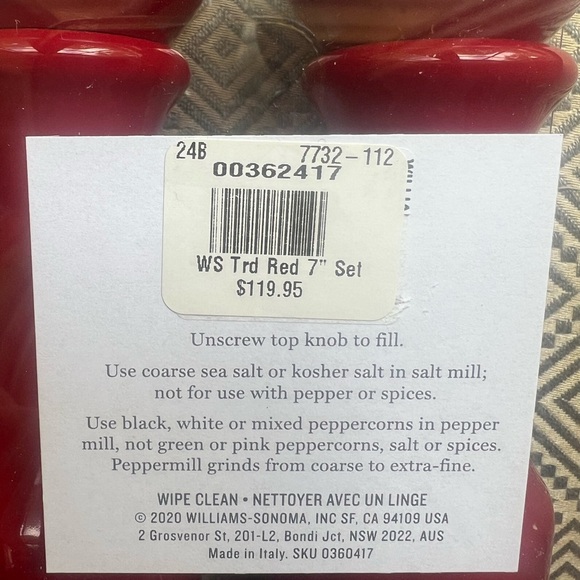 24B 7732-112
00362417
WS Trd Red 7" Set
$119.95
Unscrew top knob to fill.
Use coarse sea salt or kosher salt in salt mill;
not for use with pepper or spices.
Use black, white or mixed peppercorns in pepper
mill, not green or pink peppercorns, salt or spices.
Peppermill grinds from coarse to extra-fine.
WIPE CLEAN • NETTOYER AVEC UN LINGE
© 2020 WILLIAMS-SONOMA, INC SF, CA 94109 USA
2 Grosvenor St, 201-L2, Bondi Jct, NSW 2022, AUS
Made in Italy. SKU 0360417